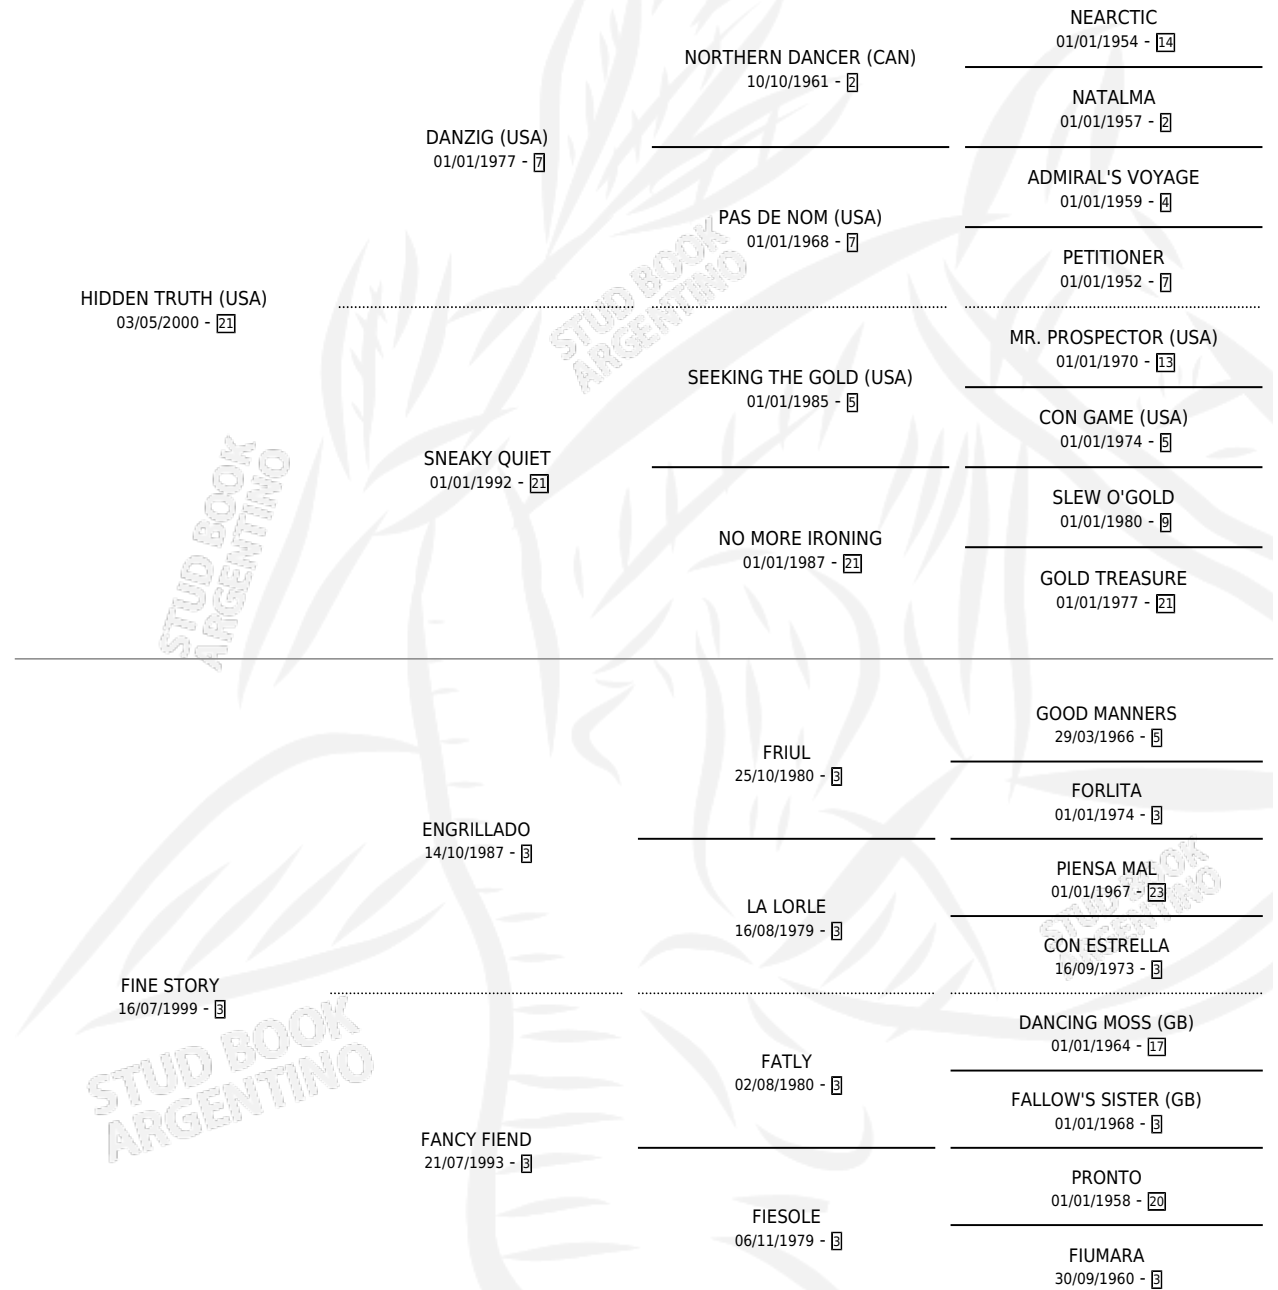 NEARCTIC
01/01/1954 - 14
NORTHERN DANCER (CAN)
10/10/1961 - 2
NATALMA
01/01/1957 - 2
DANZIG (USA)
01/01/1977 - 7
ADMIRAL'S VOYAGE
01/01/1959 - 4
PAS DE NOM (USA)
01/01/1968 - 7
PETITIONER
01/01/1952 - 7
HIDDEN TRUTH (USA)
03/05/2000 - 21
STUD BOOK
ARGENTINO
MR. PROSPECTOR (USA)
01/01/1970 - 13
SEEKING THE GOLD (USA)
01/01/1985 - 5
CON GAME (USA)
01/01/1974 - 5
SNEAKY QUIET
01/01/1992 - 21
SLEW O'GOLD
01/01/1980 - 9
NO MORE IRONING
01/01/1987 - 21
GOLD TREASURE
01/01/1977 - 21
STUD BOOK
ARGENTINO
GOOD MANNERS
29/03/1966 - 5
FRIUL
25/10/1980 - 3
FORLITA
01/01/1974 - 3
ENGRILLADO
14/10/1987 - 3
PIENSA MAL
01/01/1967 - 23
LA LORLE
16/08/1979 - 3
STUD BOOK
ARGENTINO
CON ESTRELLA
16/09/1973 - 3
FINE STORY
16/07/1999 - 3
STUD BOOK
ARGENTINO
DANCING MOSS (GB)
01/01/1964 - 17
FATLY
02/08/1980 - 3
FALLOW'S SISTER (GB)
01/01/1968 - 3
FANCY FIEND
21/07/1993 - 3
PRONTO
01/01/1958 - 20
FIESOLE
06/11/1979 - 3
FIUMARA
30/09/1960 - 3